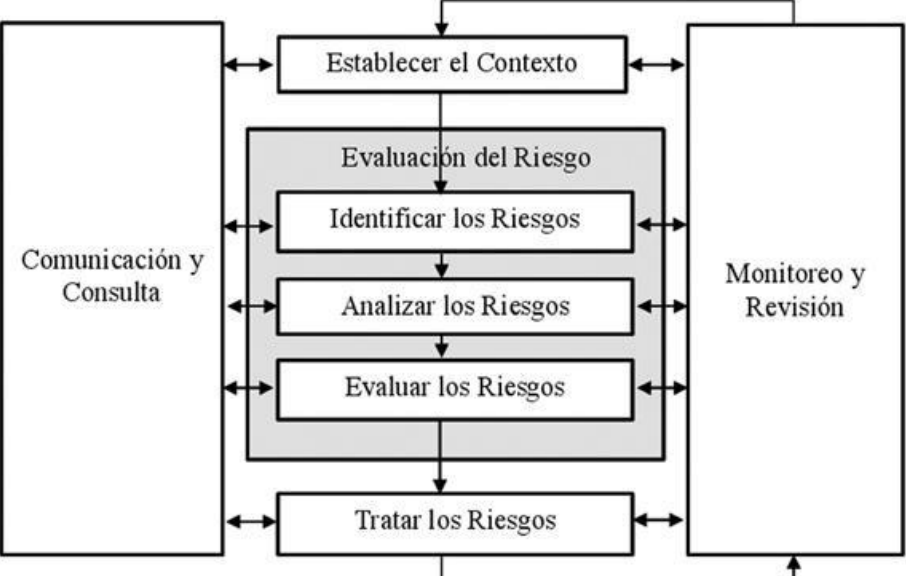 Establecer el Contexto
Evaluación del Riesgo
Identificar los Riesgos
Comunicación y
Consulta
Analizar los Riesgos
Monitoreo y
Revisión
Evaluar los Riesgos
Tratar los Riesgos